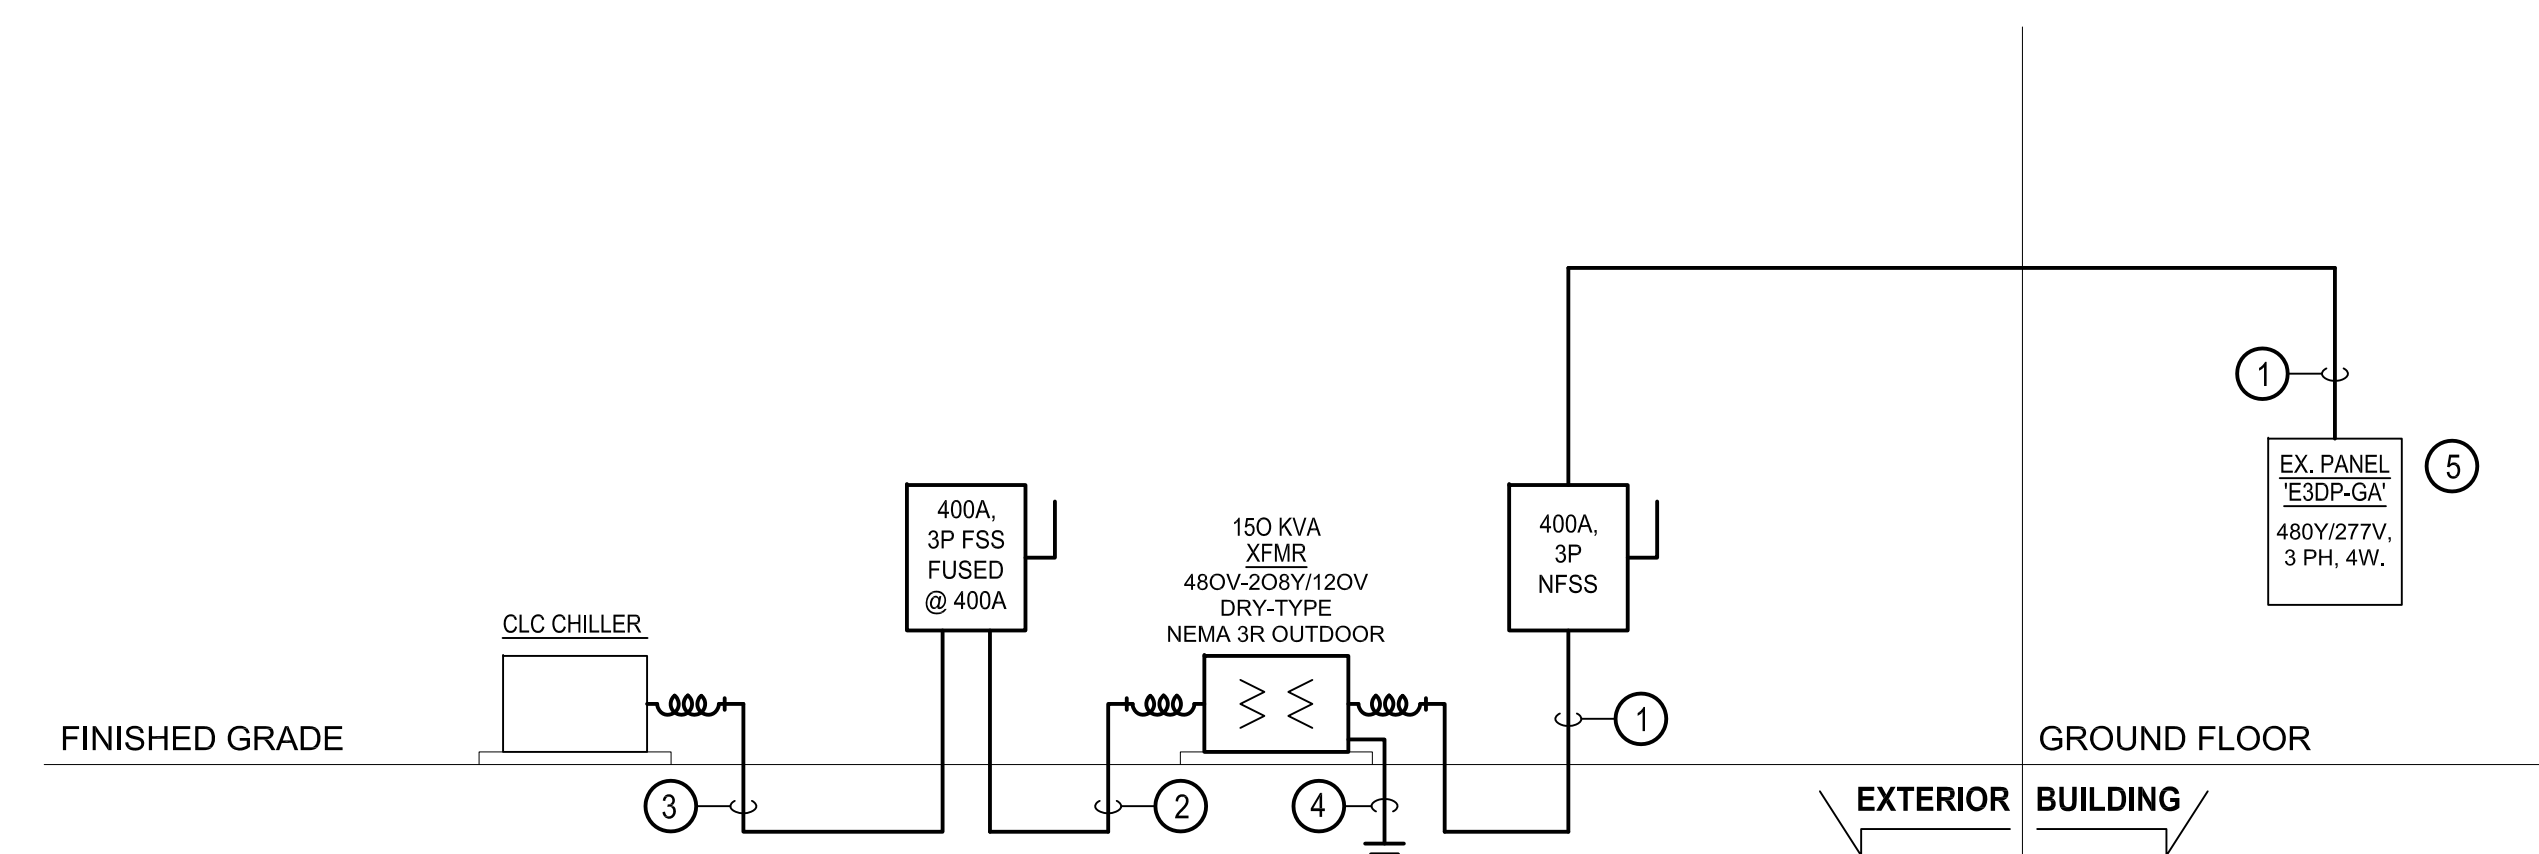 1
EX. PANEL
'E3DP-GA'
480Y/277V,
3 PH, 4W.
5
400A,
3P FSS
FUSED
@ 400A
150 KVA
XFMR
480V-208Y/120V
DRY-TYPE
NEMA 3R OUTDOOR
400A,
3P
NFSS
CLC CHILLER
1
FINISHED GRADE
GROUND FLOOR
3
2
4
EXTERIOR
BUILDING